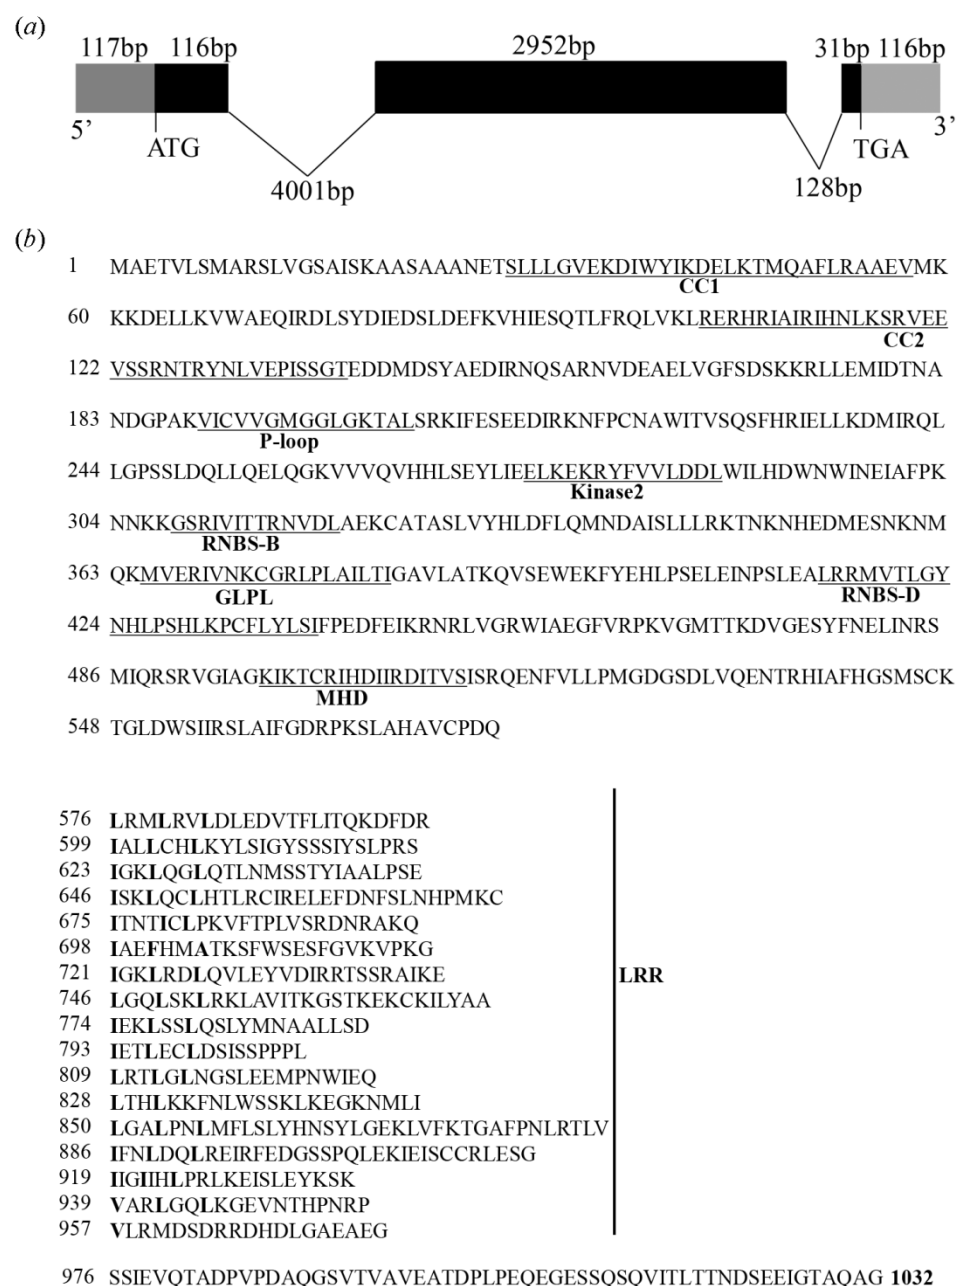 (a)
117bp 116bp 2952bp 31bp 116bp
5’ ATG TGA 3’
4001bp 128bp
(b)
1 MAETVLSMARSLVGSAISKAASAAANETSLLLGVEKDIWYIKDELKTMQAFLRAAEVMK
CC1
60 KKDELLKVWAEQIRDLSYDIEDSLDEFKVHIESQTLFRQLVKLRERHRIAIRIHNLKSRVEE
CC2
122 VSSRNTRYNLVEPISSGTEDDMDSYAEDIRNQSARNVDEAELVGFSDSKKRLLEMIDTNA
183 NDGPAKVICVVGMGGLGKTALSRKIFESEEDIRKNFPCNAWITVSQSFHRIELLKDMIRQL
P-loop
244 LGPSSLDQLLQELQGKVVVQVHHLSEYLIEELKEKRYFVVLDDLWILHDWNWINEIAFPK
Kinase2
304 NNKKGSRIVITTRNVDLAEKCATASLVYHLDFLQMNDAISLLLRKTNKNHEDMESNKNM
RNBS-B
363 QKMVERIVNKCGRLPLAILTIGAVLATKQVSEWEKFYEHLPSELEINPSLEALRRMVTLGY
GLPL RNBS-D
424 NHLPSHLKPCFLYLSIFPEDFEIKRNRLVGRWIAEGFVRPKVGMTTKDVGESYFNELINRS
486 MIQRSRVGIAGKIKTCRIHDIIRDITVSISRQENFVLLPMGDGSDLVQENTRHIAFHGSMSCK
MHD
548 TGLDWSIIRSLAIFGDRPKSLAHAVCPDQ
576 LRMLRVLDLEDVTFLITQKDFDR
599 IALLCHLKYLSIGYSSSIYSLPRS
623 IGKLQGLQTLNMSSTYIAALPSE
646 ISKLQCLHTLRCIRELEFDNFSLNHPMKC
675 ITNTICLPKVFTPLVSRDNRAKQ
698 IAEFHMATKSFWSESFGVKVPKG
721 IGKLRDLQVLEYVDIRRTSSRAIKE
LRR
746 LGQLSKLRKLAVITKGSTKEKCKILYAA
774 IEKLSSLQSLYMNAALLSD
793 IETLECLDSISSPPPL
809 LRTLGLNGSLEEMPNWIEQ
828 LTHLKKFNLWSSKLKEGKNMLI
850 LGALPNLMFLSLYHNSYLGEKLVFKTGAFPNLRTLV
886 IFNLDQLREIRFEDGSSPQLEKIEISCCRLESG
919 IIGIIHLPRLKEISLEYKSK
939 VARLGQLKGEVNTHPNRP
957 VLRMDSDRRDHDLGAEAEG
976 SSIEVQTADPVPDAQGSVTVAVEATDPLPEQEGESSQSQVITLTTNDSEEIGTAQAG 1032